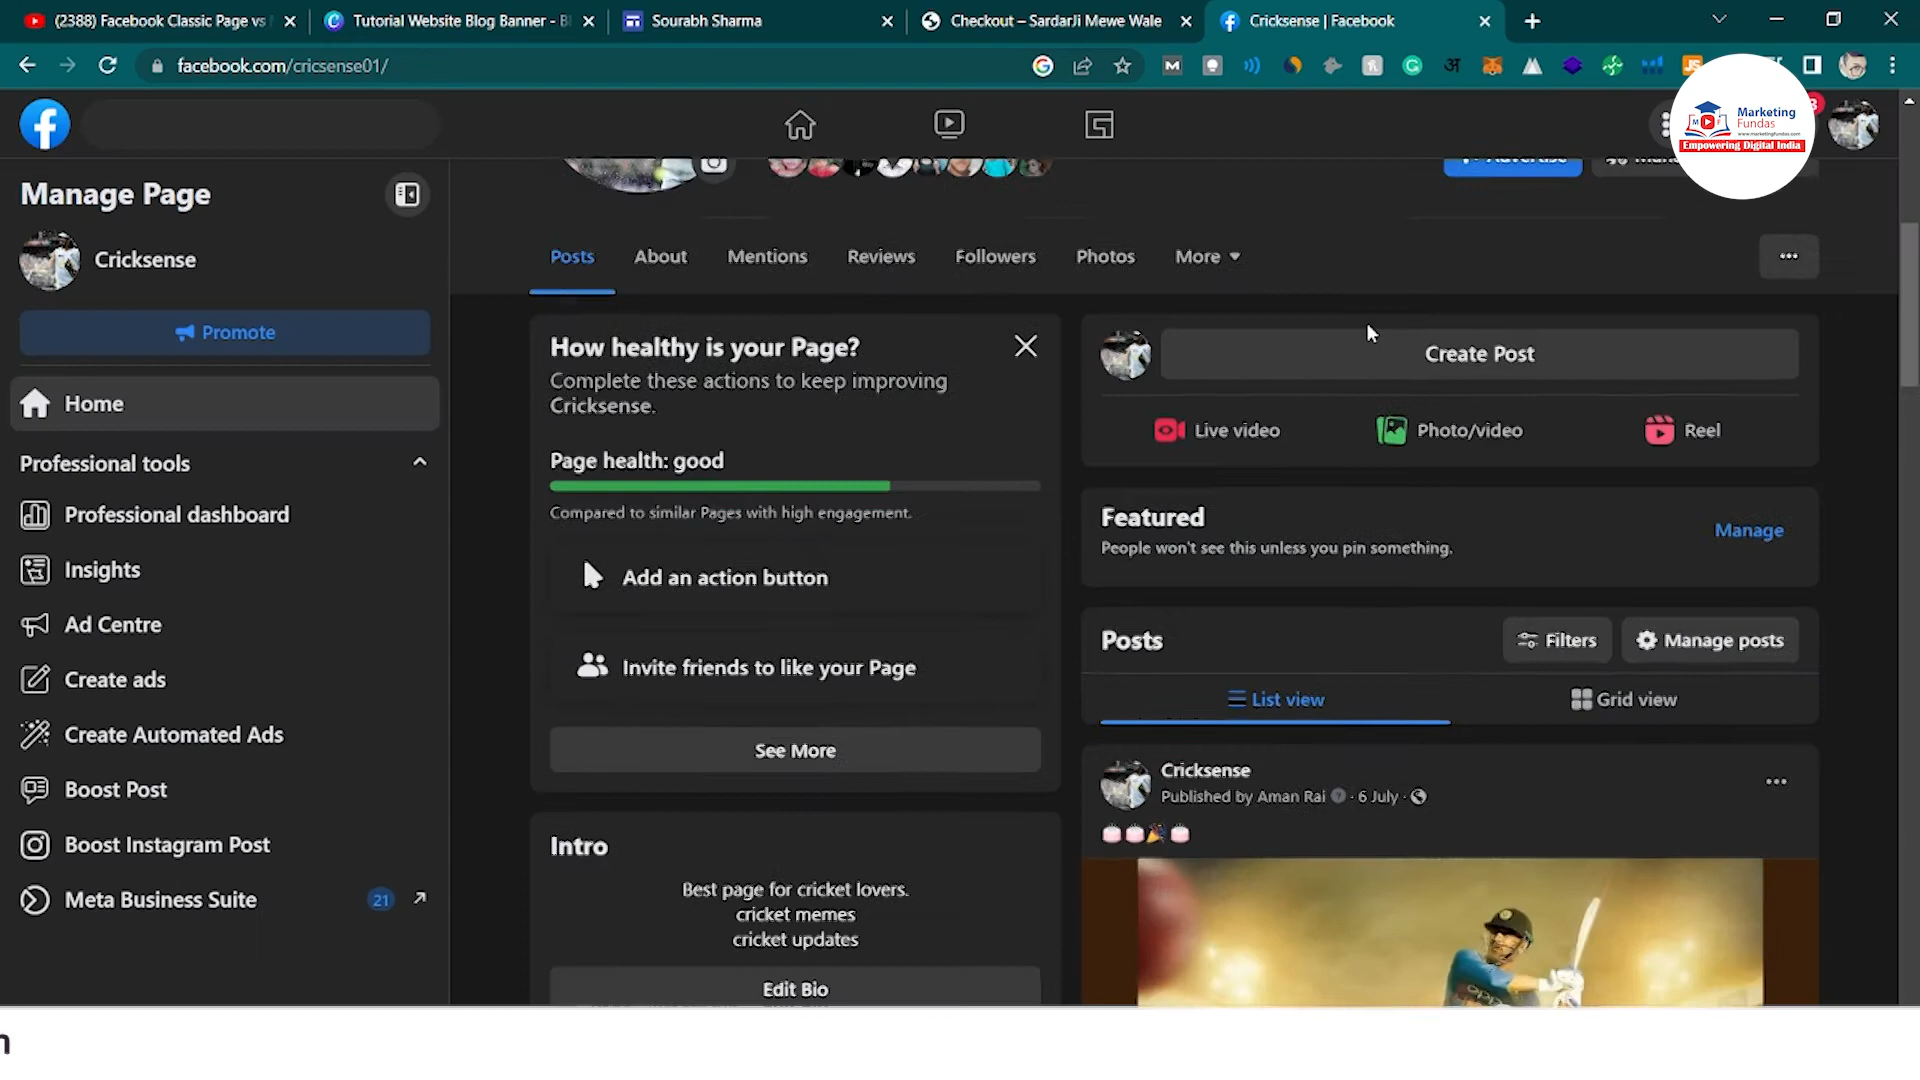 (2388) Facebook Classic Page vs
Tutorial Website Blog Banner - B
Sourabh Sharma
Checkout – SardarJi Mewe Wale
Cricksense | Facebook
facebook.com/cricsense01/
Marketing
Fundas
www.marketingfundas.com
Empowering Digital India
Manage Page
Cricksense
Promote
Home
Professional tools
Professional dashboard
Insights
Ad Centre
Create ads
Create Automated Ads
Boost Post
Boost Instagram Post
Meta Business Suite
21
Advertise
Posts
About
Mentions
Reviews
Followers
Photos
More
How healthy is your Page?
Complete these actions to keep improving
Cricksense.
Page health: good
Compared to similar Pages with high engagement.
Add an action button
Invite friends to like your Page
See More
Intro
Best page for cricket lovers.
cricket memes
cricket updates
Edit Bio
Create Post
Live video
Photo/video
Reel
Featured
People won't see this unless you pin something.
Manage
Posts
Filters
Manage posts
List view
Grid view
Cricksense
Published by Aman Rai · 6 July ·
oppo
n